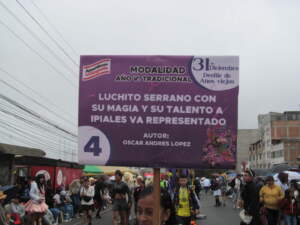 MODALIDAD
AÑO V. TRADICIONAL
31
Diciembre
Desfile de
Años viejos
LUCHITO SERRANO CON
SU MAGIA Y SU TALENTO A
IPIALES VA REPRESENTADO
AUTOR:
OSCAR ANDRES LOPEZ
4